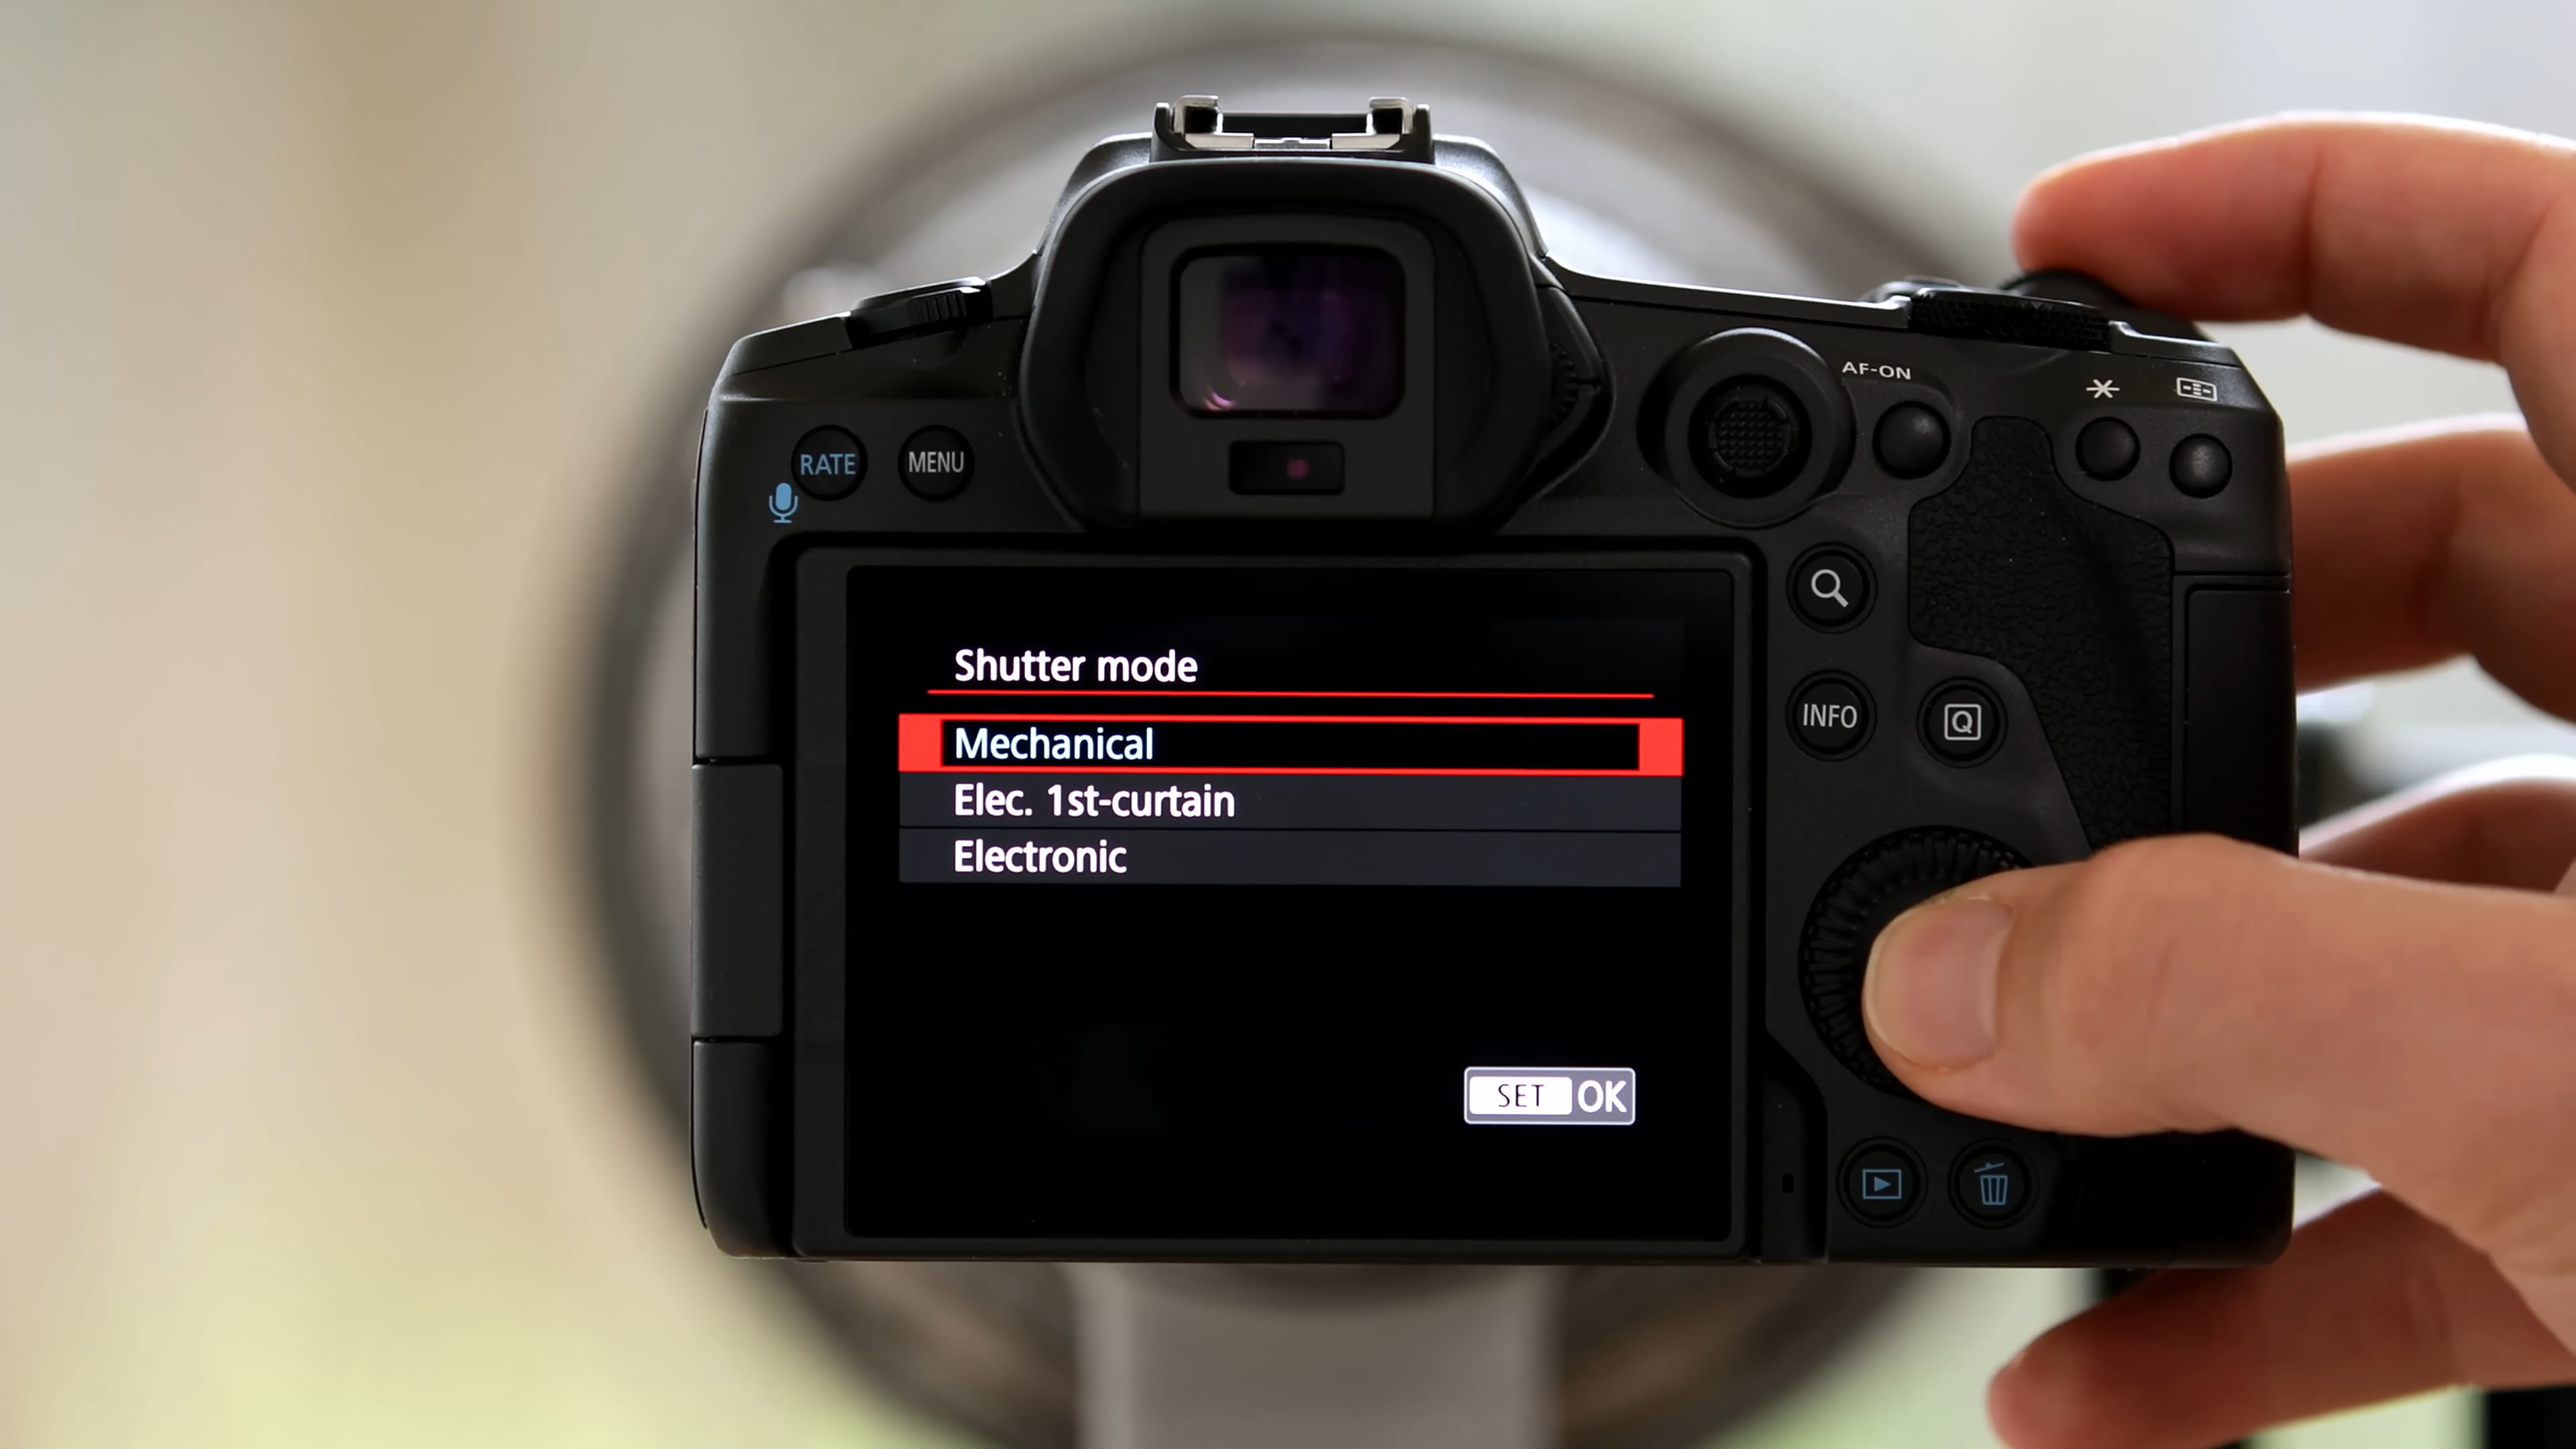 AF-ON
RATE
MENU
Shutter mode
Mechanical
Elec. 1st-curtain
Electronic
INFO
Q
SET OK